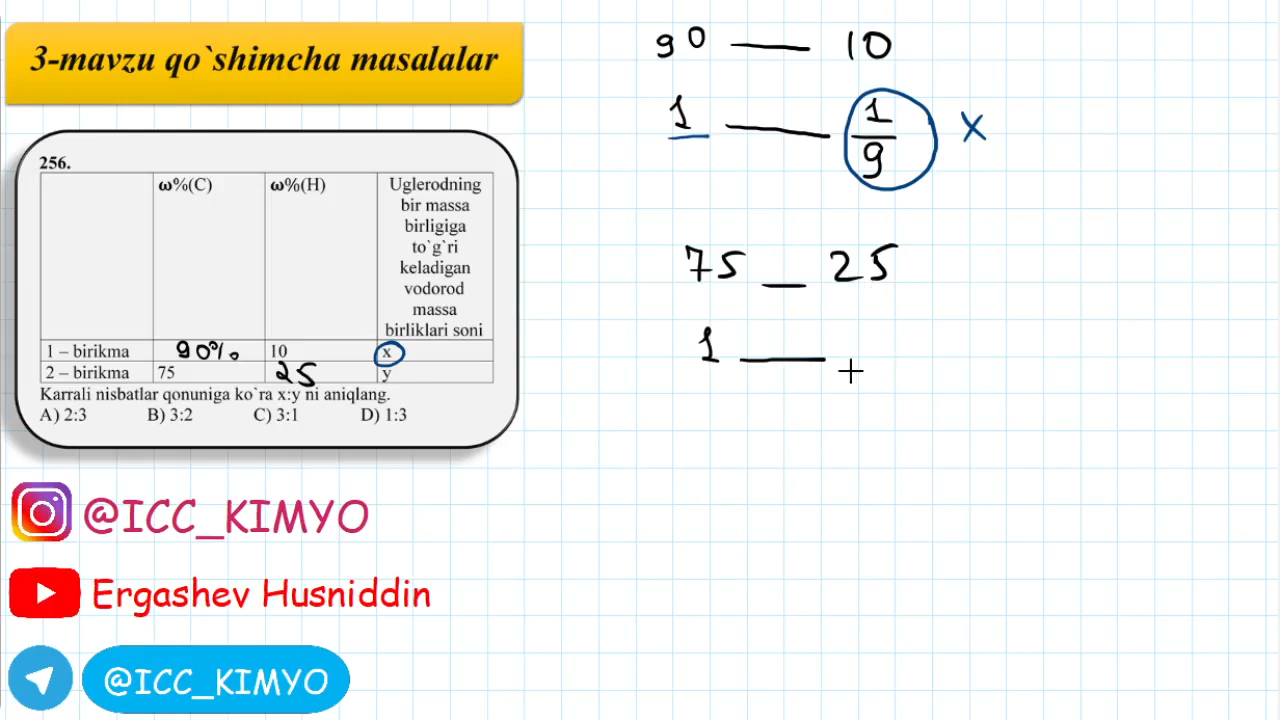 3-mavzu qo`shimcha masalalar
256.
ω%(C) ω%(H) Uglerodning
bir massa
birligiga
to`g`ri
keladigan
vodorod
massa
birliklari soni
1 – birikma 90% 10 x
2 – birikma 75 25 y
Karrali nisbatlar qonuniga ko`ra x:y ni aniqlang.
A) 2:3 B) 3:2 C) 3:1 D) 1:3
@ICC_KIMYO
Ergashev Husniddin
@ICC_KIMYO
90 — 10
1 — 1/9 x
75 — 25
1 —